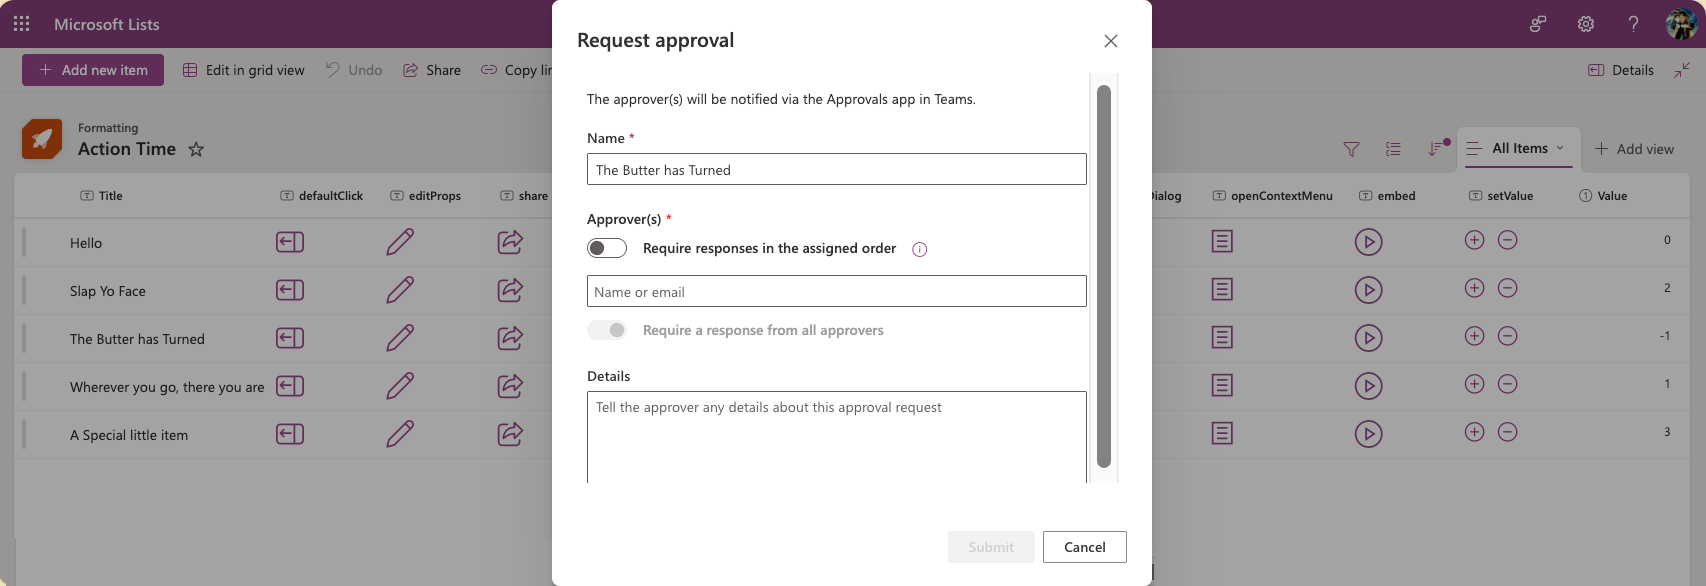 Microsoft Lists
Add new item Edit in grid view Undo Share Copy
Details
Formatting
Action Time
All Items Add view
Title defaultClick editProps share
openContextMenu embed setValue Value
Hello
0
Slap Yo Face
2
The Butter has Turned
-1
Wherever you go, there you are
1
A Special little item
3
Request approval
The approver(s) will be notified via the Approvals app in Teams.
Name *
The Butter has Turned
Approver(s) *
Require responses in the assigned order
Name or email
Require a response from all approvers
Details
Tell the approver any details about this approval request
Submit Cancel